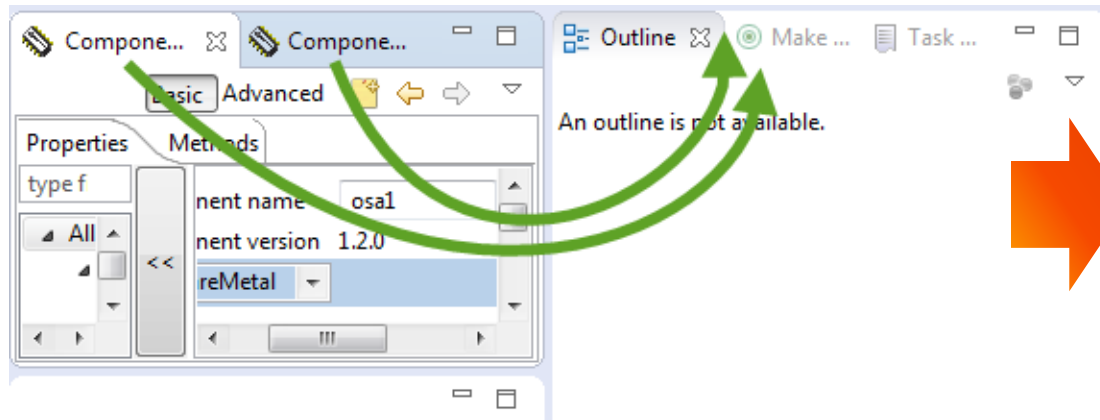 Compone... Compone...
Outline Make ... Task ...
Basic Advanced
An outline is not available.
Properties Methods
type f
nent name osa1
All
nent version 1.2.0
<<
reMetal